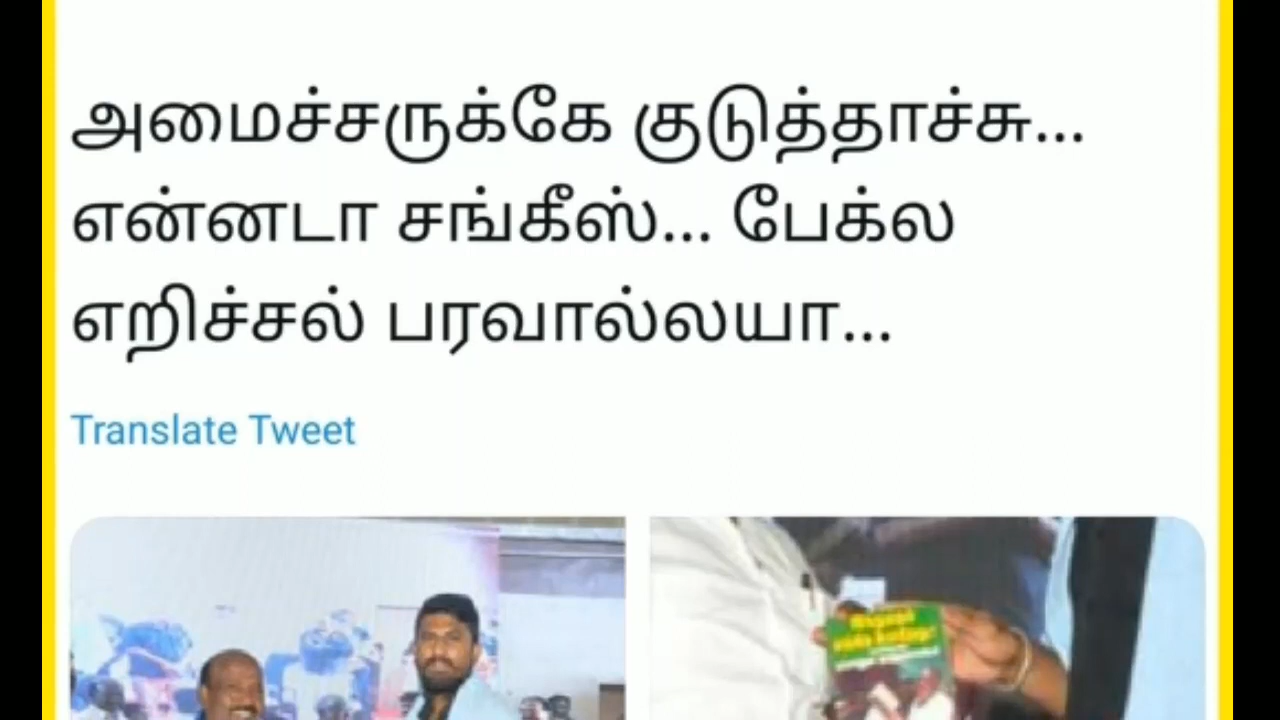 அமைச்சருக்கே குடுத்தாச்சு...
என்னடா சங்கீஸ்... பேக்ல
எறிச்சல் பரவால்லயா...
Translate Tweet